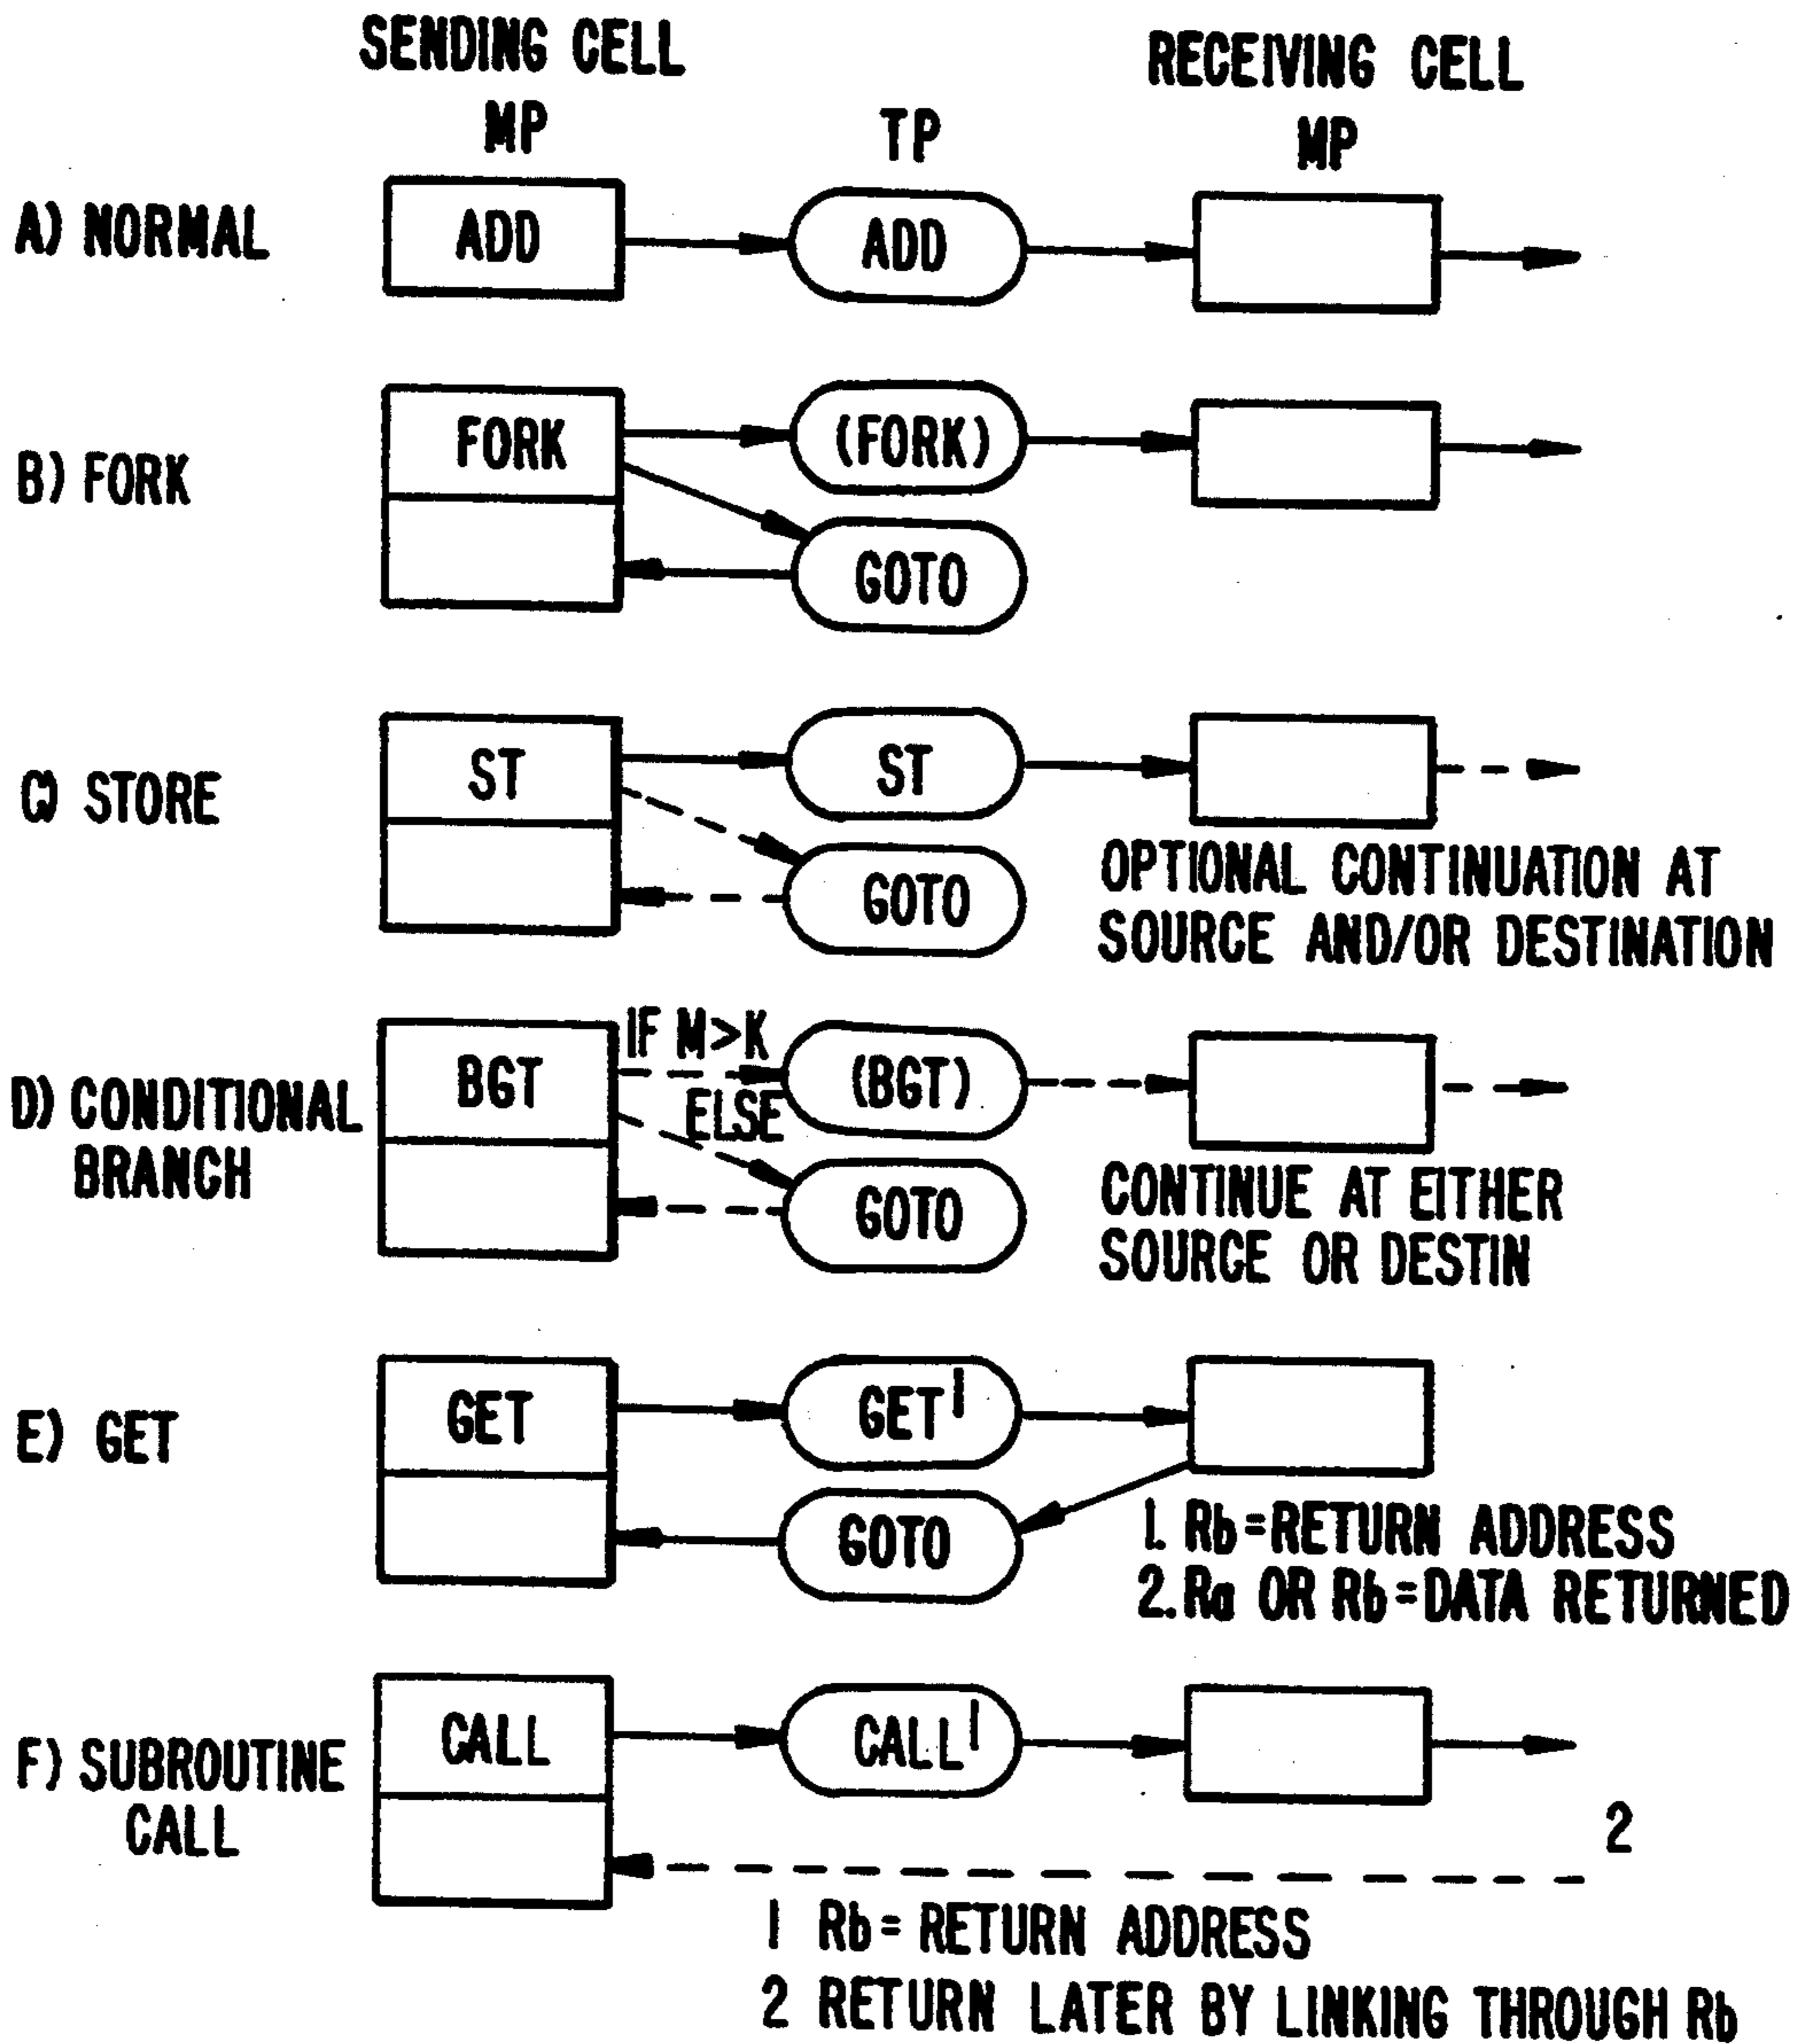 SENDING CELL
MP
TP
RECEIVING CELL
MP
A) NORMAL
ADD
ADD
B) FORK
FORK
(FORK)
GOTO
C) STORE
ST
ST
GOTO
OPTIONAL CONTINUATION AT
SOURCE AND/OR DESTINATION
D) CONDITIONAL
BRANCH
BGT
IF M>K
ELSE
(BGT)
GOTO
CONTINUE AT EITHER
SOURCE OR DESTIN
E) GET
GET
GET¹
GOTO
1. Rb=RETURN ADDRESS
2. Ra OR Rb=DATA RETURNED
F) SUBROUTINE
CALL
CALL
CALL¹
2
1 Rb= RETURN ADDRESS
2 RETURN LATER BY LINKING THROUGH Rb